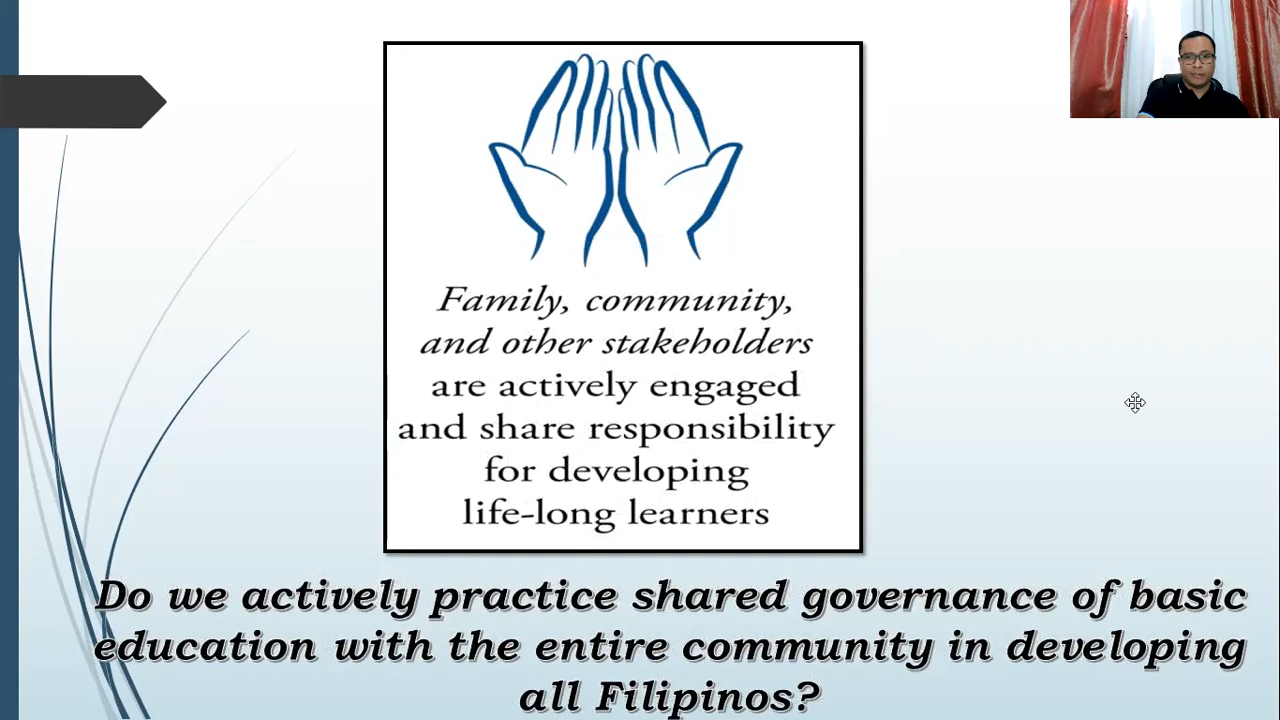 Family, community,
and other stakeholders
are actively engaged
and share responsibility
for developing
life-long learners
Do we actively practice shared governance of basic
education with the entire community in developing
all Filipinos?